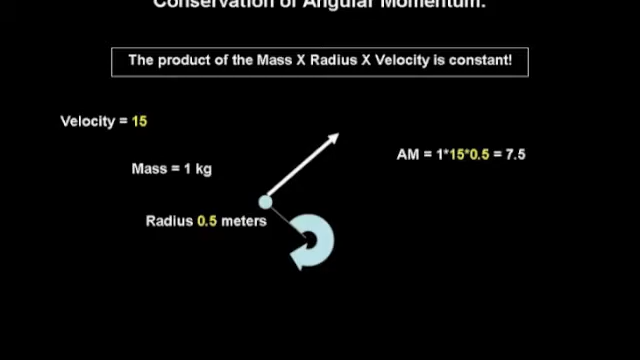 Conservation of Angular Momentum.
The product of the Mass X Radius X Velocity is constant!
Velocity = 15
AM = 1*15*0.5 = 7.5
Mass = 1 kg
Radius 0.5 meters